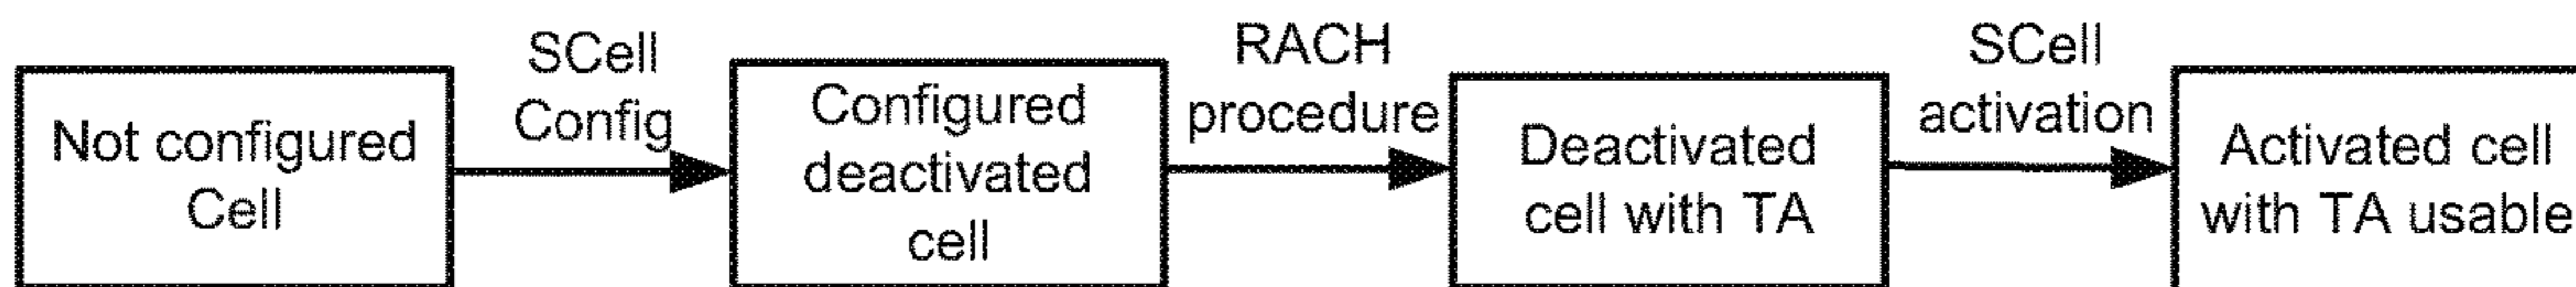 Not configured
Cell
SCell
Config
Configured
deactivated
cell
RACH
procedure
Deactivated
cell with TA
SCell
activation
Activated cell
with TA usable